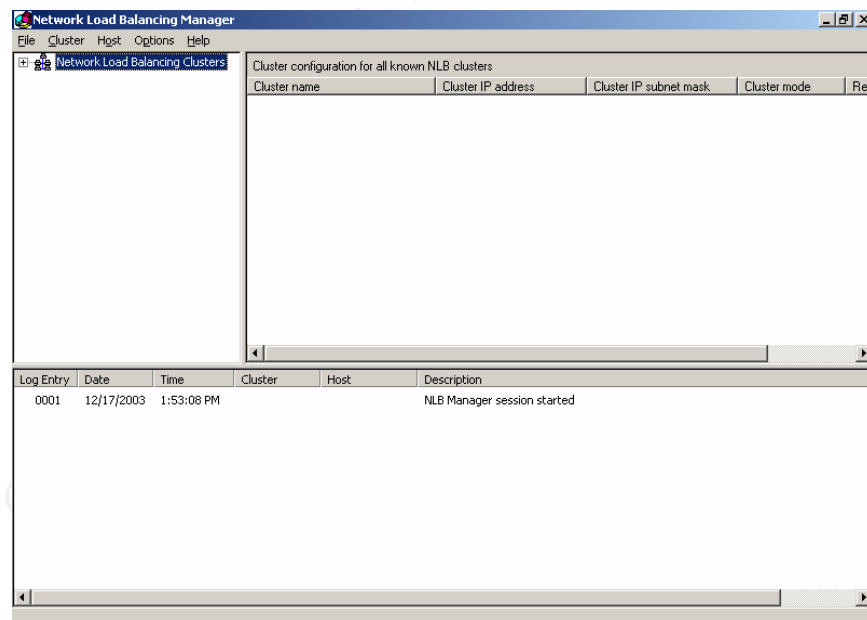 Network Load Balancing Manager
File Cluster Host Options Help
Network Load Balancing Clusters
Cluster configuration for all known NLB clusters
Cluster name Cluster IP address Cluster IP subnet mask Cluster mode Re
Log Entry Date Time Cluster Host Description
0001 12/17/2003 1:53:08 PM NLB Manager session started